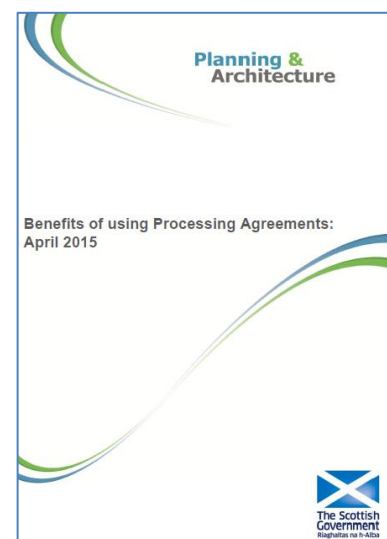 Planning &
Architecture
Benefits of using Processing Agreements:
April 2015
The Scottish
Government
Riaghaltas na h-Alba